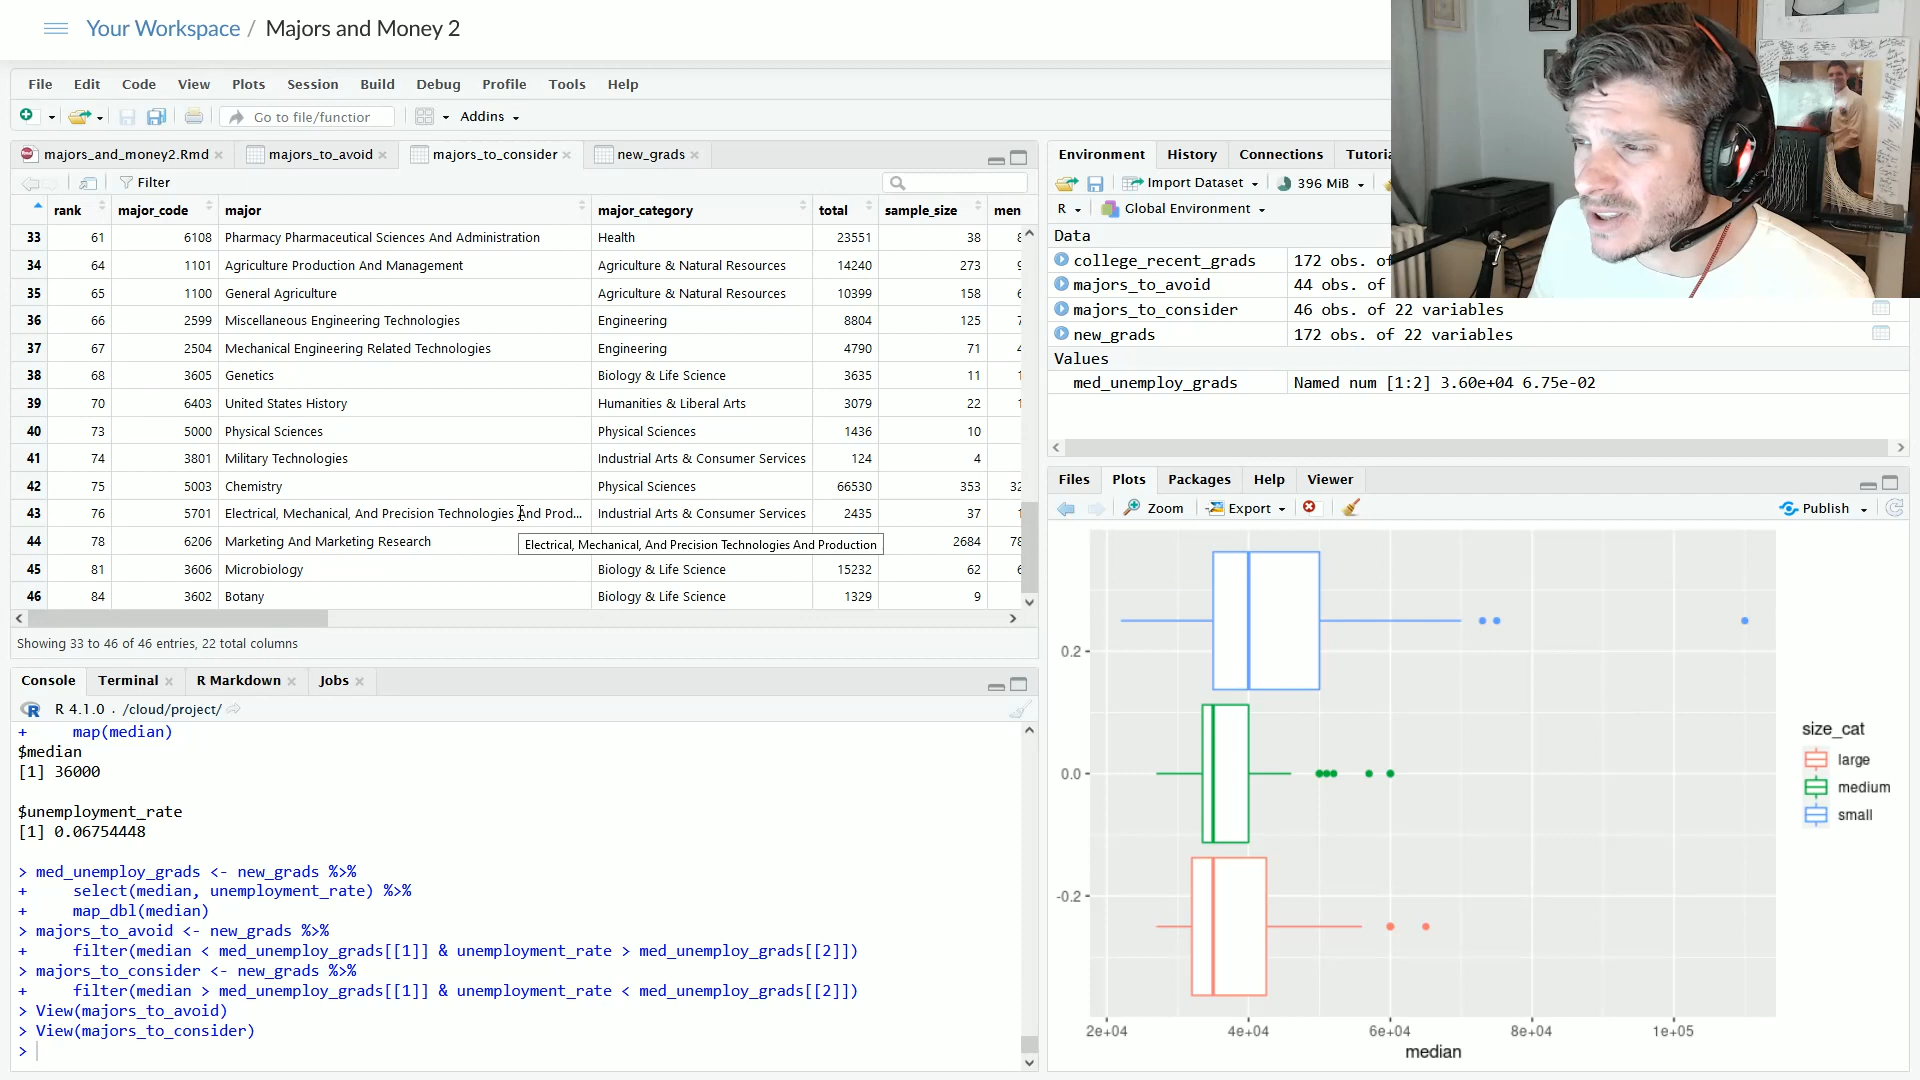 Your Workspace / Majors and Money 2
File Edit Code View Plots Session Build Debug Profile Tools Help
Go to file/function Addins
majors_and_money2.Rmd majors_to_avoid majors_to_consider new_grads
Filter
rank major_code major major_category total sample_size men
33 61 6108 Pharmacy Pharmaceutical Sciences And Administration Health 23551 38
34 64 1101 Agriculture Production And Management Agriculture & Natural Resources 14240 273
35 65 1100 General Agriculture Agriculture & Natural Resources 10399 158
36 66 2599 Miscellaneous Engineering Technologies Engineering 8804 125
37 67 2504 Mechanical Engineering Related Technologies Engineering 4790 71
38 68 3605 Genetics Biology & Life Science 3635 11
39 70 6403 United States History Humanities & Liberal Arts 3079 22
40 73 5000 Physical Sciences Physical Sciences 1436 10
41 74 3801 Military Technologies Industrial Arts & Consumer Services 124 4
42 75 5003 Chemistry Physical Sciences 66530 353 32
43 76 5701 Electrical, Mechanical, And Precision Technologies And Prod... Industrial Arts & Consumer Services 2435 37
44 78 6206 Marketing And Marketing Research 2684 78
Electrical, Mechanical, And Precision Technologies And Production
45 81 3606 Microbiology Biology & Life Science 15232 62
46 84 3602 Botany Biology & Life Science 1329 9
Showing 33 to 46 of 46 entries, 22 total columns
Console Terminal R Markdown Jobs
R 4.1.0 . /cloud/project/
+ map(median)
$median
[1] 36000
$unemployment_rate
[1] 0.06754448
> med_unemploy_grads <- new_grads %>%
+ select(median, unemployment_rate) %>%
+ map_dbl(median)
> majors_to_avoid <- new_grads %>%
+ filter(median < med_unemploy_grads[[1]] & unemployment_rate > med_unemploy_grads[[2]])
> majors_to_consider <- new_grads %>%
+ filter(median > med_unemploy_grads[[1]] & unemployment_rate < med_unemploy_grads[[2]])
> View(majors_to_avoid)
> View(majors_to_consider)
>
Environment History Connections Tutoria
Import Dataset 396 MiB
R Global Environment
Data
college_recent_grads 172 obs. of
majors_to_avoid 44 obs. of
majors_to_consider 46 obs. of 22 variables
new_grads 172 obs. of 22 variables
Values
med_unemploy_grads Named num [1:2] 3.60e+04 6.75e-02
Files Plots Packages Help Viewer
Zoom Export Publish
0.2
0.0
-0.2
2e+04 4e+04 6e+04 8e+04 1e+05
median
size_cat
large
medium
small